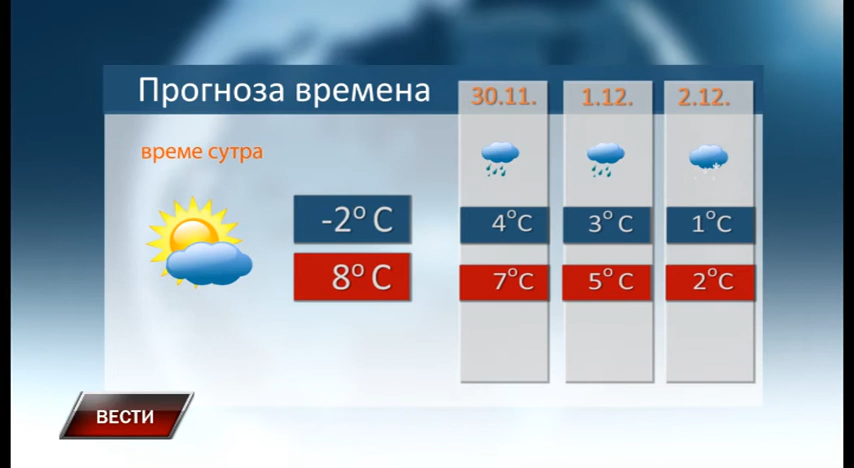 Прогноза времена
30.11.
1.12.
2.12.
време сутра
-2° C
8° C
4°C
3° C
1°C
7°C
5° C
2°C
ВЕСТИ